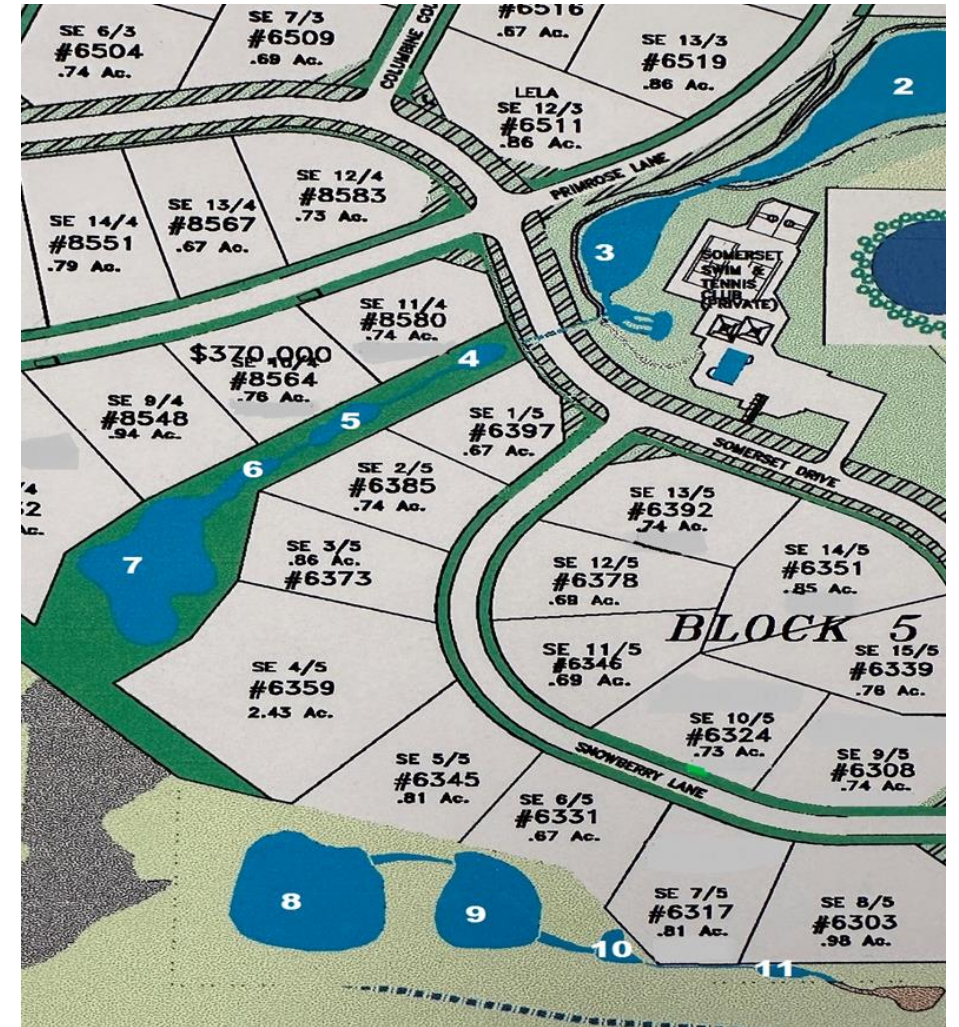 SE 6/3
#6504
.74 Ac.
SE 7/3
#6509
.69 Ac.
COLUMBINE
#6516
.67 Ac.
SE 13/3
#6519
.86 Ac.
2
LELA
SE 12/3
#6511
.86 Ac.
PRIMROSE LANE
SE 12/4
#8583
.73 Ac.
SE 13/4
#8567
.67 Ac.
SE 14/4
#8551
.79 Ac.
3
SOMERSET
SWIM &
TENNIS
CLUB
(PRIVATE)
SE 11/4
#8580
.74 Ac.
$370,000
SE 10/4
#8564
.76 Ac.
4
SE 9/4
#8548
.94 Ac.
5
SE 1/5
#6397
.67 Ac.
SOMERSET DRIVE
6
SE 2/5
#6385
.74 Ac.
SE 13/5
#6392
.74 Ac.
7
SE 3/5
.86 Ac.
#6373
SE 12/5
#6378
.69 Ac.
SE 14/5
#6351
.85 Ac.
BLOCK 5
SE 4/5
#6359
2.43 Ac.
SE 11/5
#6346
.69 Ac.
SE 15/5
#6339
.76 Ac.
SE 10/5
#6324
.73 Ac.
SNOWBERRY LANE
SE 9/5
#6308
.74 Ac.
SE 5/5
#6345
.81 Ac.
SE 6/5
#6331
.67 Ac.
8
9
10
11
SE 7/5
#6317
.81 Ac.
SE 8/5
#6303
.98 Ac.